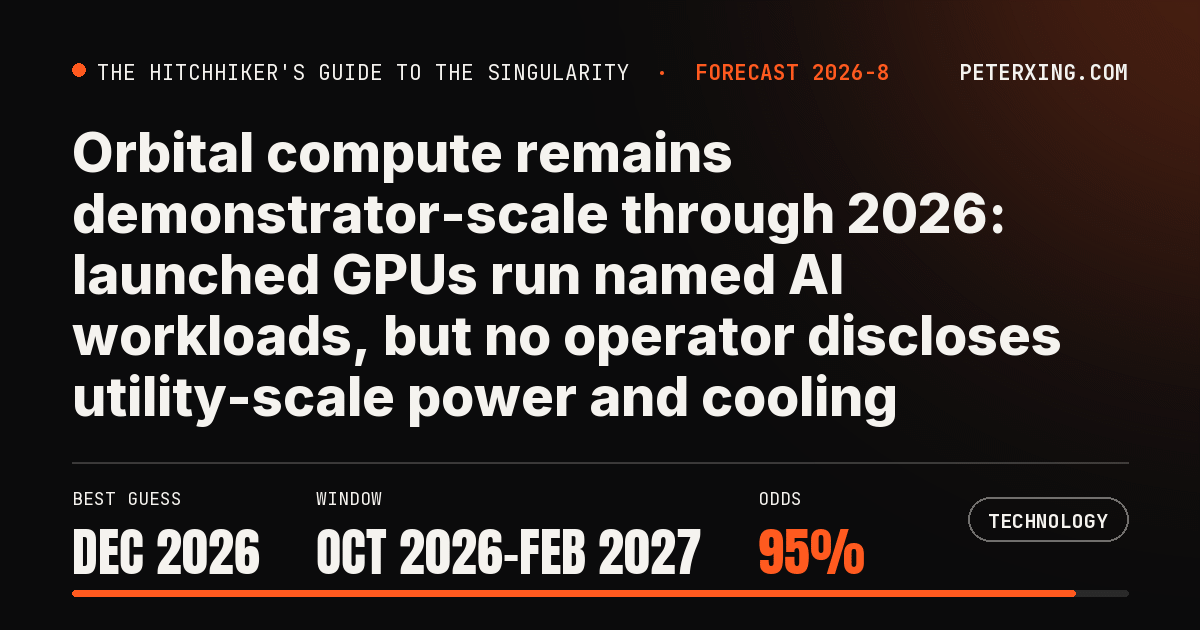 THE HITCHHIKER'S GUIDE TO THE SINGULARITY · FORECAST 2026-8 PETERXING.COM
Orbital compute remains
demonstrator-scale through 2026:
launched GPUs run named AI
workloads, but no operator discloses
utility-scale power and cooling
BEST GUESS WINDOW ODDS
DEC 2026 OCT 2026-FEB 2027 95% TECHNOLOGY